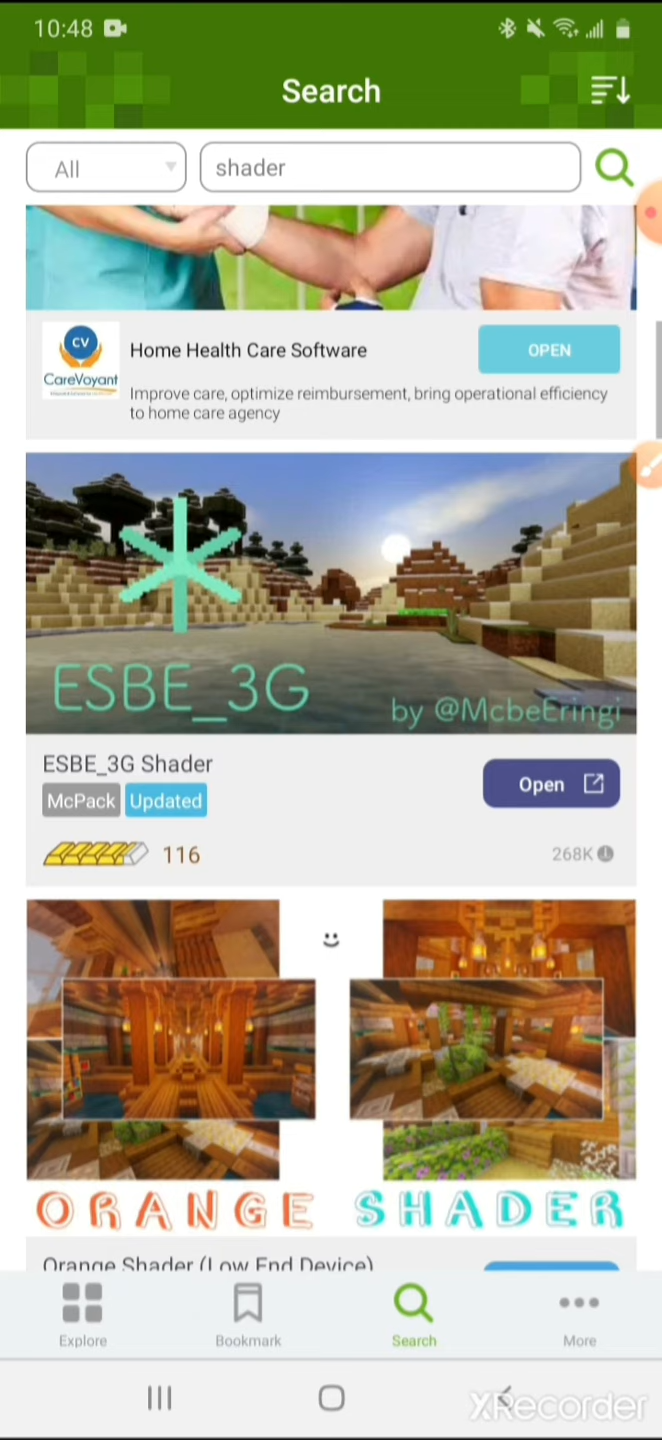 10:48
Search
All
shader
CV
CareVoyant
Home Health Care Software
OPEN
Improve care, optimize reimbursement, bring operational efficiency
to home care agency
ESBE_3G
by @McbeEringi
ESBE_3G Shader
McPack
Updated
Open
116
268K
ORANGE SHADER
Orange Shader (Low End Device)
Explore
Bookmark
Search
More
XRecorder